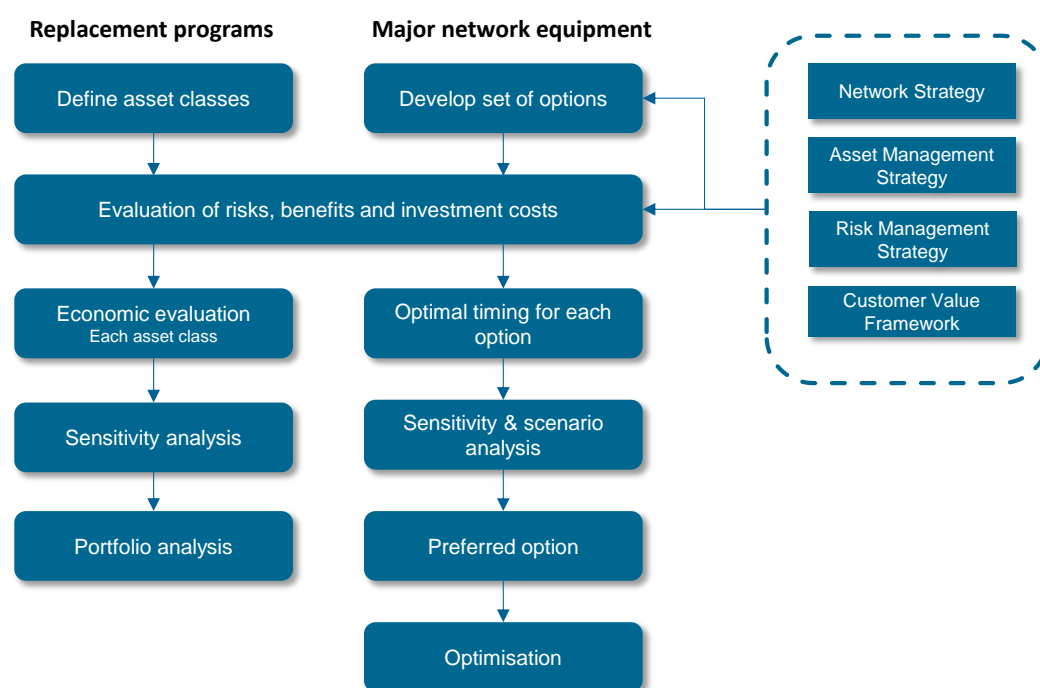 Replacement programs
Major network equipment
Define asset classes
Develop set of options
Evaluation of risks, benefits and investment costs
Economic evaluation
Each asset class
Optimal timing for each
option
Sensitivity analysis
Sensitivity & scenario
analysis
Portfolio analysis
Preferred option
Optimisation
Network Strategy
Asset Management
Strategy
Risk Management
Strategy
Customer Value
Framework